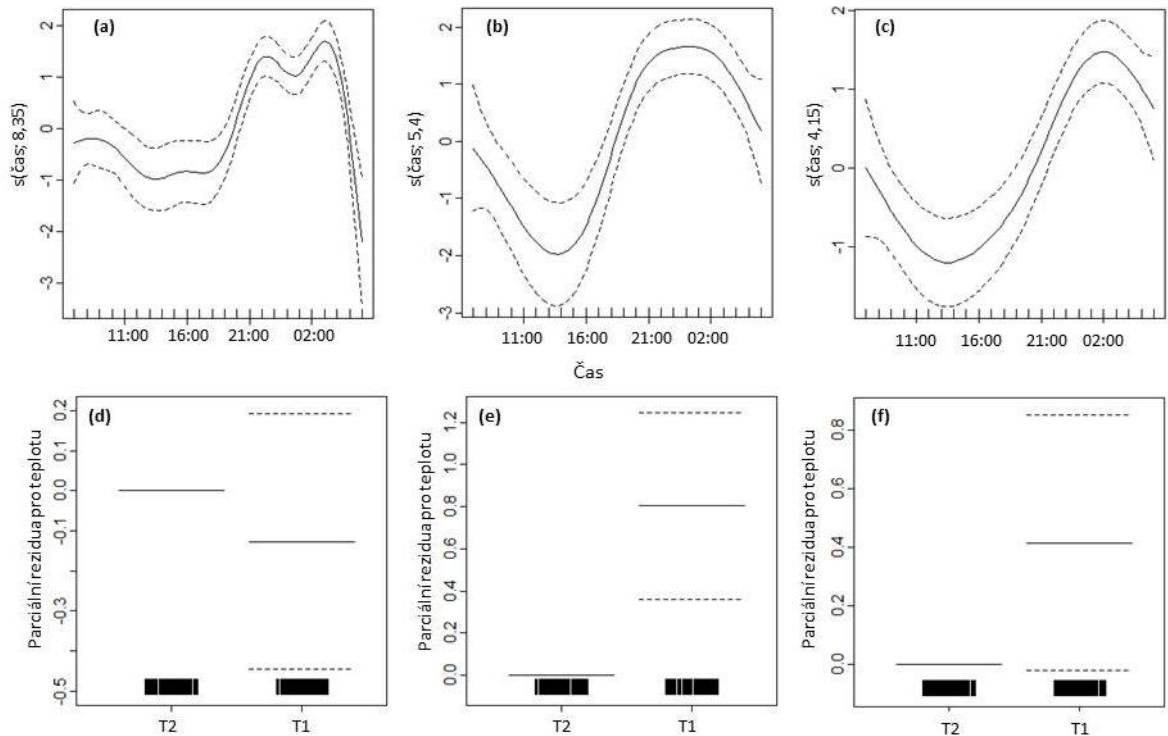 (a)
s(čas; 8,35)
2
1
0
-1
-2
-3
11:00 16:00 21:00 02:00
(b)
s(čas; 5,4)
2
1
0
-1
-2
-3
11:00 16:00 21:00 02:00
(c)
s(čas; 4,15)
2
1
0
-1
11:00 16:00 21:00 02:00
Čas
(d)
Parciální rezidua pro teplotu
0.2
0.1
0.0
-0.1
-0.3
-0.5
T2 T1
(e)
Parciální rezidua pro teplotu
1.2
1.0
0.8
0.6
0.4
0.2
0.0
T2 T1
(f)
Parciální rezidua pro teplotu
0.8
0.6
0.4
0.2
0.0
T2 T1